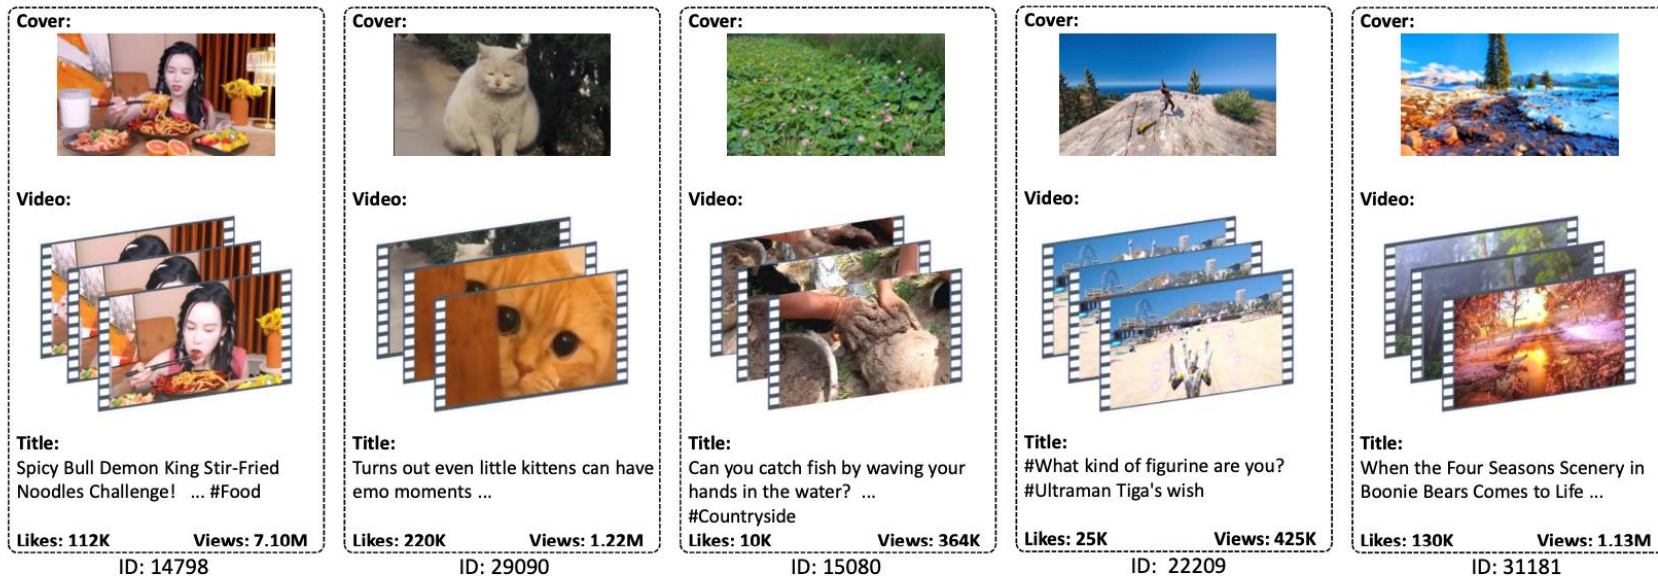 Cover:
Video:
Title:
Spicy Bull Demon King Stir-Fried
Noodles Challenge! ... #Food
Likes: 112K Views: 7.10M
ID: 14798
Cover:
Video:
Title:
Turns out even little kittens can have
emo moments ...
Likes: 220K Views: 1.22M
ID: 29090
Cover:
Video:
Title:
Can you catch fish by waving your
hands in the water? ...
#Countryside
Likes: 10K Views: 364K
ID: 15080
Cover:
Video:
Title:
#What kind of figurine are you?
#Ultraman Tiga's wish
Likes: 25K Views: 425K
ID: 22209
Cover:
Video:
Title:
When the Four Seasons Scenery in
Boonie Bears Comes to Life ...
Likes: 130K Views: 1.13M
ID: 31181